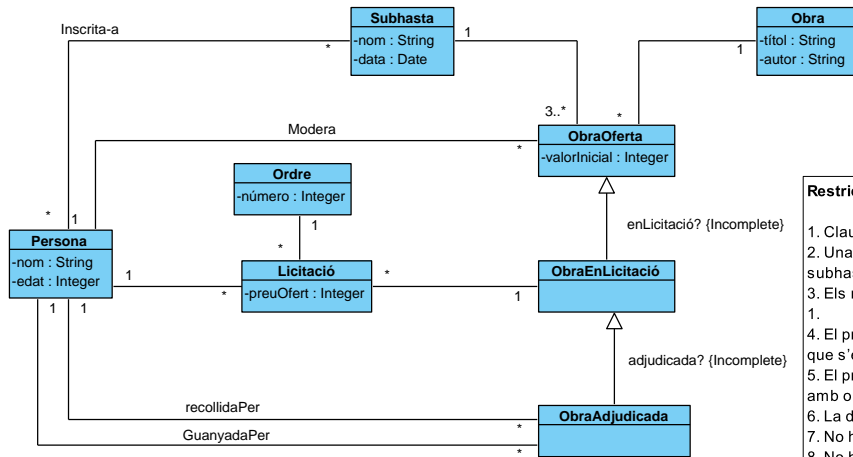 Subhasta
-nom : String
-data : Date
Obra
-títol : String
-autor : String
Inscrita-a
*
1
1
3..*
*
Modera
*
ObraOferta
-valorInicial : Integer
Ordre
-número : Integer
1
*
enLicitació? {Incomplete}
*
1
Persona
-nom : String
-edat : Integer
1
*
Licitació
-preuOfert : Integer
*
1
ObraEnLicitació
1
1
adjudicada? {Incomplete}
recollidaPer
*
GuanyadaPer
*
ObraAdjudicada
1. 
2. Una
3. Els
1.
4. El
que
5. El
amb
6. La
7. No
8. No